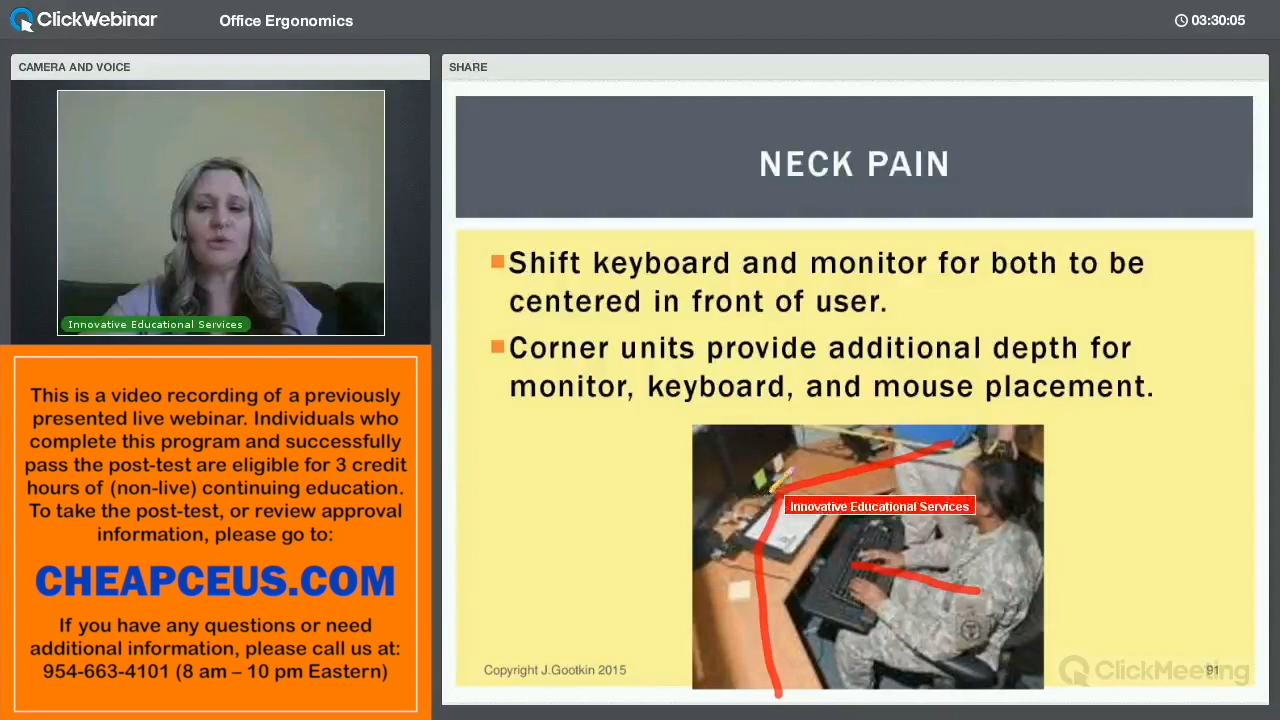 ClickWebinar
Office Ergonomics
03:30:05
CAMERA AND VOICE
Innovative Educational Services
This is a video recording of a previously
presented live webinar. Individuals who
complete this program and successfully
pass the post-test are eligible for 3 credit
hours of (non-live) continuing education.
To take the post-test, or review approval
information, please go to:
CHEAPCEUS.COM
If you have any questions or need
additional information, please call us at:
954-663-4101 (8 am – 10 pm Eastern)
SHARE
NECK PAIN
Shift keyboard and monitor for both to be
centered in front of user.
Corner units provide additional depth for
monitor, keyboard, and mouse placement.
Innovative Educational Services
Copyright J.Gootkin 2015
91
ClickMeeting